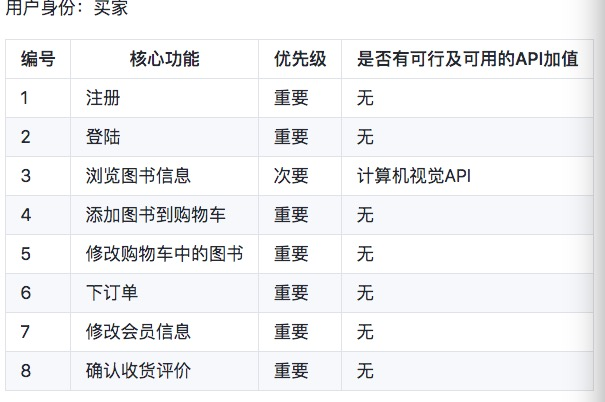 用户身份：买家
编号 核心功能 优先级 是否有可行及可用的API加值
1 注册 重要 无
2 登陆 重要 无
3 浏览图书信息 次要 计算机视觉API
4 添加图书到购物车 重要 无
5 修改购物车中的图书 重要 无
6 下订单 重要 无
7 修改会员信息 重要 无
8 确认收货评价 重要 无